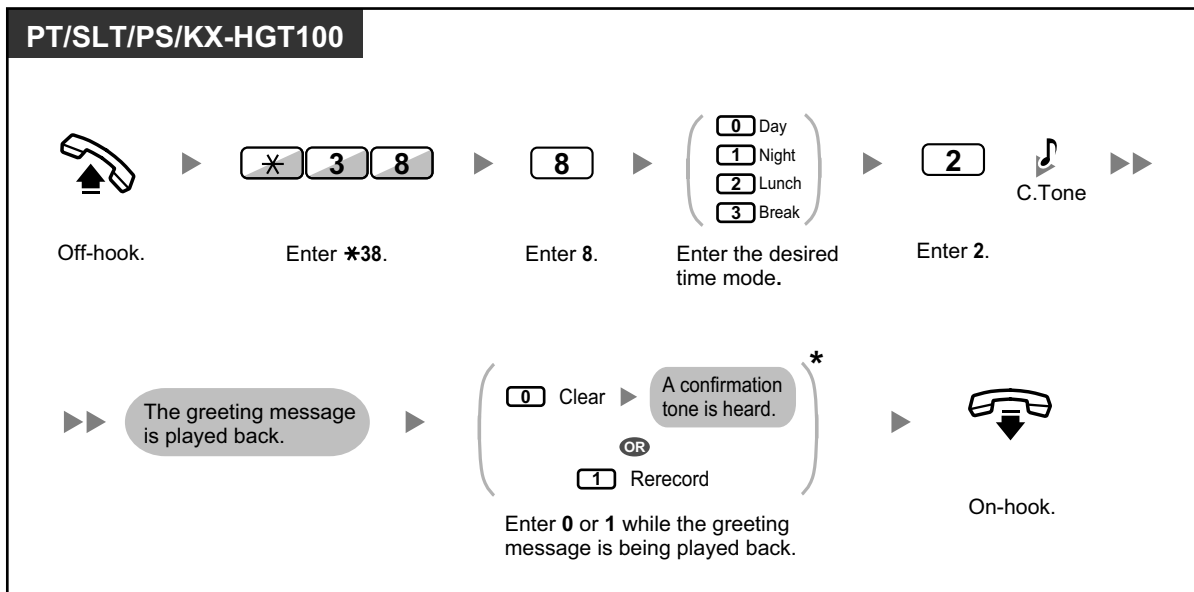 PT/SLT/PS/KX-HGT100
0 Day
1 Night
2 Lunch
3 Break
✳ 3 8
8
2
C.Tone
Off-hook.
Enter ✳38.
Enter 8.
Enter the desired
time mode.
Enter 2.
The greeting message
is played back.
0 Clear
A confirmation
tone is heard.
*
OR
1 Rerecord
Enter 0 or 1 while the greeting
message is being played back.
On-hook.